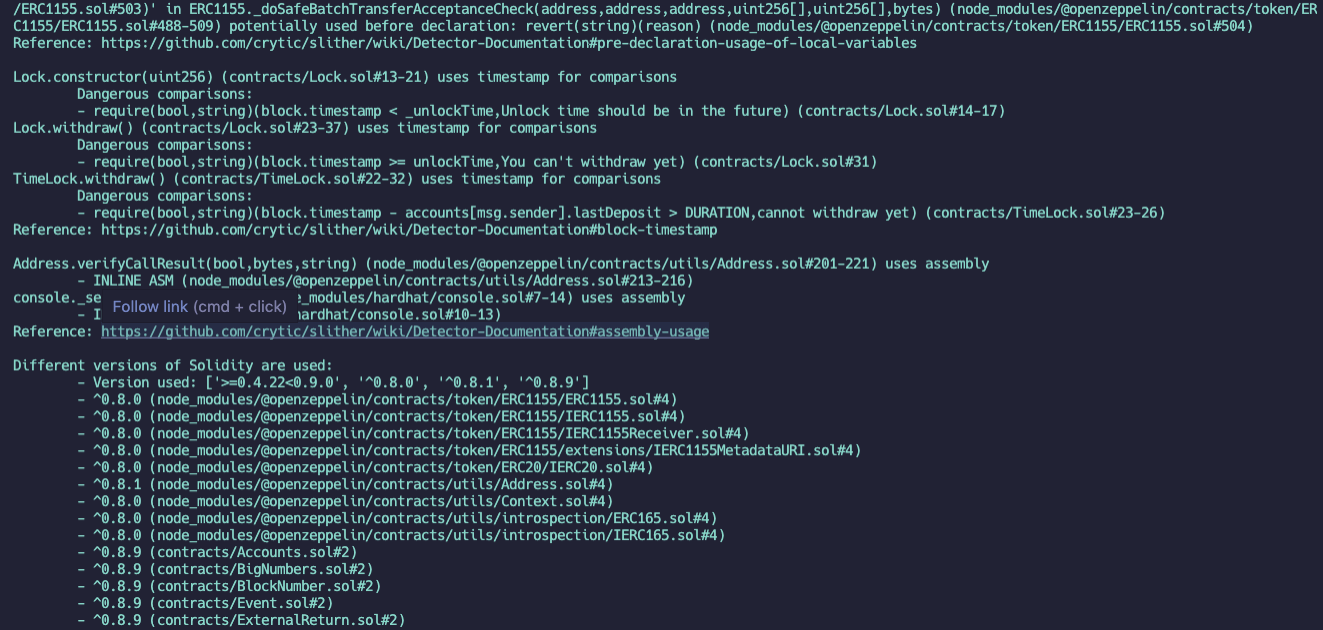 /ERC1155.sol#503)' in ERC1155._doSafeBatchTransferAcceptanceCheck(address,address,address,uint256[],uint256[],bytes) (node_modules/@openzeppelin/contracts/token/ER
C1155/ERC1155.sol#488-509) potentially used before declaration: revert(string)(reason) (node_modules/@openzeppelin/contracts/token/ERC1155/ERC1155.sol#504)
Reference: https://github.com/crytic/slither/wiki/Detector-Documentation#pre-declaration-usage-of-local-variables
Lock.constructor(uint256) (contracts/Lock.sol#13-21) uses timestamp for comparisons
Dangerous comparisons:
- require(bool,string)(block.timestamp < _unlockTime,Unlock time should be in the future) (contracts/Lock.sol#14-17)
Lock.withdraw() (contracts/Lock.sol#23-37) uses timestamp for comparisons
Dangerous comparisons:
- require(bool,string)(block.timestamp >= unlockTime,You can't withdraw yet) (contracts/Lock.sol#31)
TimeLock.withdraw() (contracts/TimeLock.sol#22-32) uses timestamp for comparisons
Dangerous comparisons:
- require(bool,string)(block.timestamp - accounts[msg.sender].lastDeposit > DURATION,cannot withdraw yet) (contracts/TimeLock.sol#23-26)
Reference: https://github.com/crytic/slither/wiki/Detector-Documentation#block-timestamp
Address.verifyCallResult(bool,bytes,string) (node_modules/@openzeppelin/contracts/utils/Address.sol#201-221) uses assembly
- INLINE ASM (node_modules/@openzeppelin/contracts/utils/Address.sol#213-216)
console._se e_modules/hardhat/console.sol#7-14) uses assembly
Follow link (cmd + click)
- I hardhat/console.sol#10-13)
Reference: https://github.com/crytic/slither/wiki/Detector-Documentation#assembly-usage
Different versions of Solidity are used:
- Version used: ['>=0.4.22<0.9.0', '^0.8.0', '^0.8.1', '^0.8.9']
- ^0.8.0 (node_modules/@openzeppelin/contracts/token/ERC1155/ERC1155.sol#4)
- ^0.8.0 (node_modules/@openzeppelin/contracts/token/ERC1155/IERC1155.sol#4)
- ^0.8.0 (node_modules/@openzeppelin/contracts/token/ERC1155/IERC1155Receiver.sol#4)
- ^0.8.0 (node_modules/@openzeppelin/contracts/token/ERC1155/extensions/IERC1155MetadataURI.sol#4)
- ^0.8.0 (node_modules/@openzeppelin/contracts/token/ERC20/IERC20.sol#4)
- ^0.8.1 (node_modules/@openzeppelin/contracts/utils/Address.sol#4)
- ^0.8.0 (node_modules/@openzeppelin/contracts/utils/Context.sol#4)
- ^0.8.0 (node_modules/@openzeppelin/contracts/utils/introspection/ERC165.sol#4)
- ^0.8.0 (node_modules/@openzeppelin/contracts/utils/introspection/IERC165.sol#4)
- ^0.8.9 (contracts/Accounts.sol#2)
- ^0.8.9 (contracts/BigNumbers.sol#2)
- ^0.8.9 (contracts/BlockNumber.sol#2)
- ^0.8.9 (contracts/Event.sol#2)
- ^0.8.9 (contracts/ExternalReturn.sol#2)